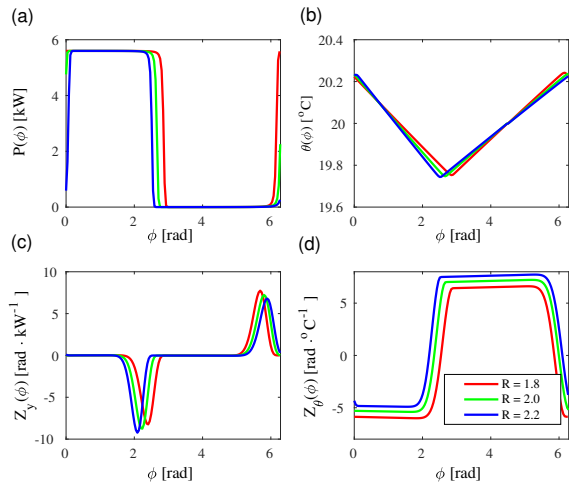 (a)
(b)
6
4
2
0
P(ϕ) [kW]
0 2 4 6
ϕ [rad]
20.4
20.2
20
19.8
19.6
θ(ϕ) [°C]
0 2 4 6
ϕ [rad]
(c)
(d)
10
5
0
-5
-10
Z_y(ϕ) [rad · kW⁻¹ ]
0 2 4 6
ϕ [rad]
5
0
-5
Z_θ(ϕ) [rad ·° C⁻¹ ]
0 2 4 6
ϕ [rad]
R = 1.8
R = 2.0
R = 2.2